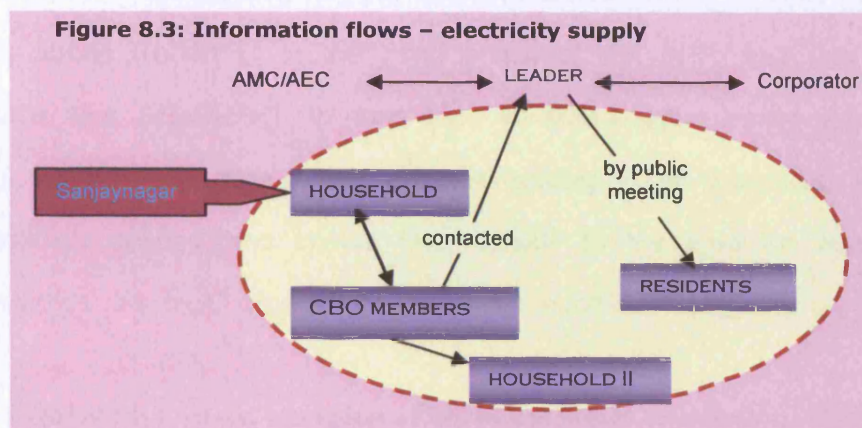 Figure 8.3: Information flows – electricity supply
AMC/AEC LEADER Corporator
Sanjaynagar
HOUSEHOLD
by public
meeting
contacted
CBO MEMBERS
RESIDENTS
HOUSEHOLD II